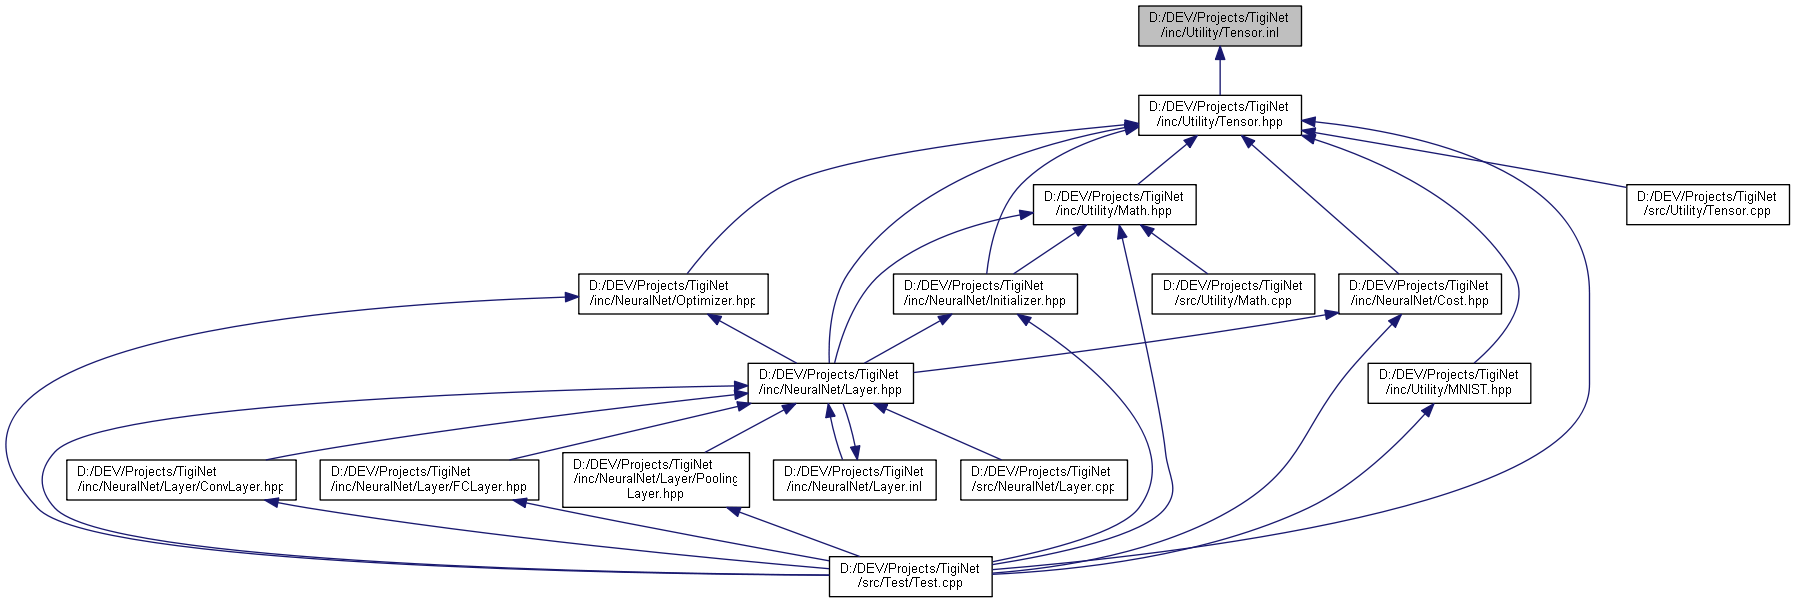 D:/DEV/Projects/TigiNet
/inc/Utility/Tensor.inl
D:/DEV/Projects/TigiNet
/inc/Utility/Tensor.hpp
D:/DEV/Projects/TigiNet
/inc/Utility/Math.hpp
D:/DEV/Projects/TigiNet
/src/Utility/Tensor.cpp
D:/DEV/Projects/TigiNet
/inc/NeuralNet/Optimizer.hpp
D:/DEV/Projects/TigiNet
/inc/NeuralNet/Initializer.hpp
D:/DEV/Projects/TigiNet
/src/Utility/Math.cpp
D:/DEV/Projects/TigiNet
/inc/NeuralNet/Cost.hpp
D:/DEV/Projects/TigiNet
/inc/NeuralNet/Layer.hpp
D:/DEV/Projects/TigiNet
/inc/Utility/MNIST.hpp
D:/DEV/Projects/TigiNet
/inc/NeuralNet/Layer/ConvLayer.hpp
D:/DEV/Projects/TigiNet
/inc/NeuralNet/Layer/FCLayer.hpp
D:/DEV/Projects/TigiNet
/inc/NeuralNet/Layer/Pooling
Layer.hpp
D:/DEV/Projects/TigiNet
/inc/NeuralNet/Layer.inl
D:/DEV/Projects/TigiNet
/src/NeuralNet/Layer.cpp
D:/DEV/Projects/TigiNet
/src/Test/Test.cpp